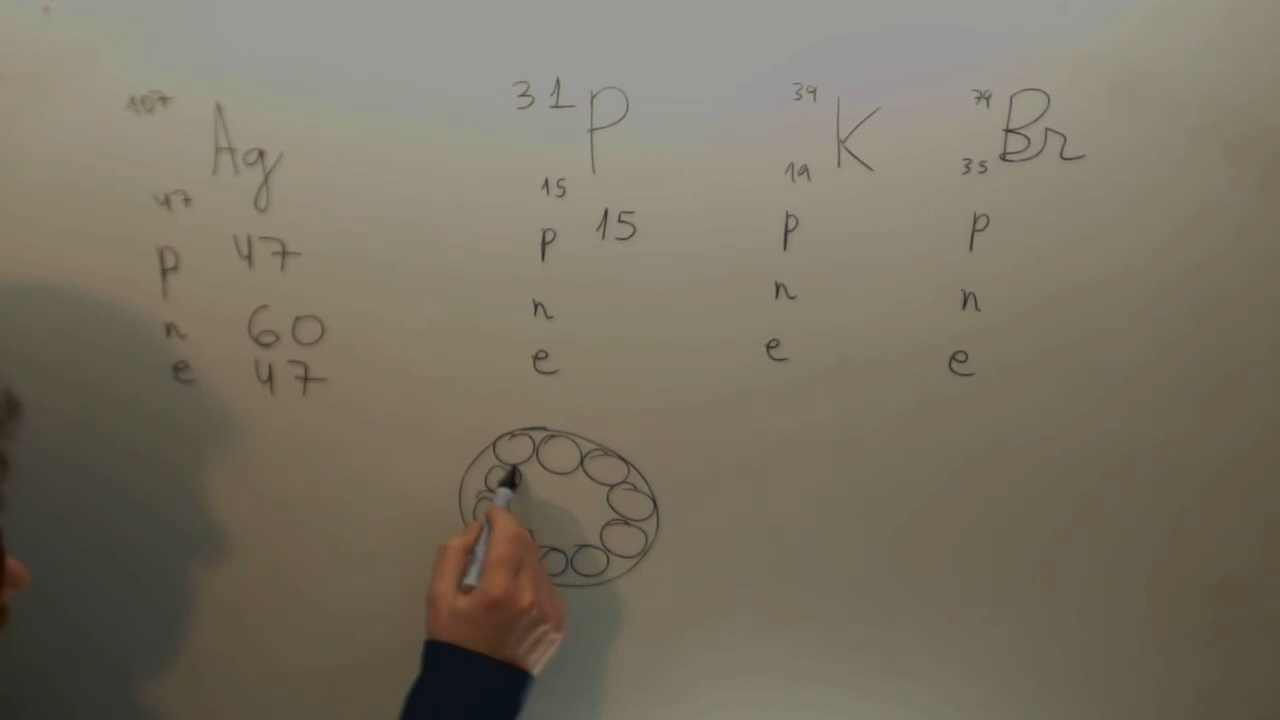 107 Ag 47
p 47
n 60
e 47
31 P 15
p 15
n
e
39 K 19
p
n
e
79 Br 35
p
n
e